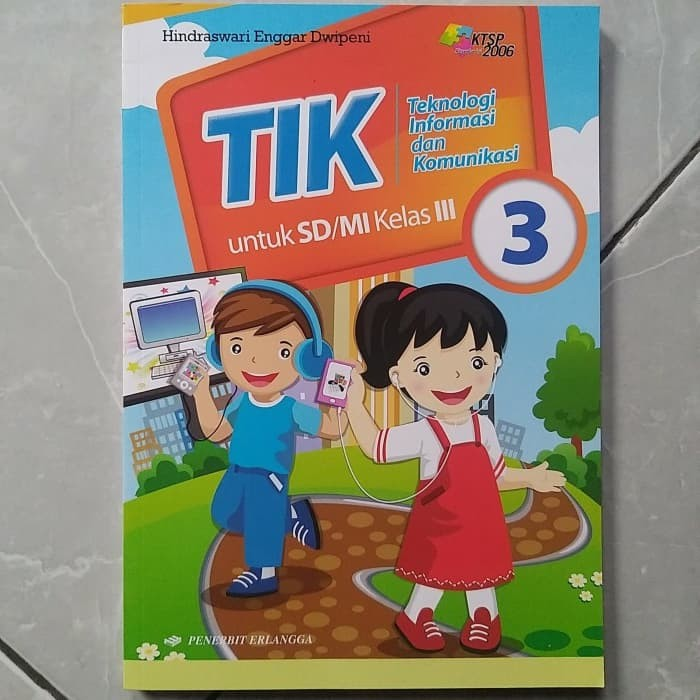 Hindraswari Enggar Dwipeni
KTSP
2006
TIK
Teknologi
Informasi
dan
Komunikasi
untuk SD/MI Kelas III
3
PENERBIT ERLANGGA